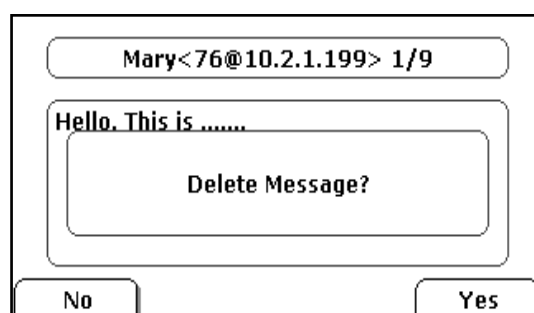 Mary<76@10.2.1.199> 1/9
Hello. This is .......
Delete Message?
No
Yes